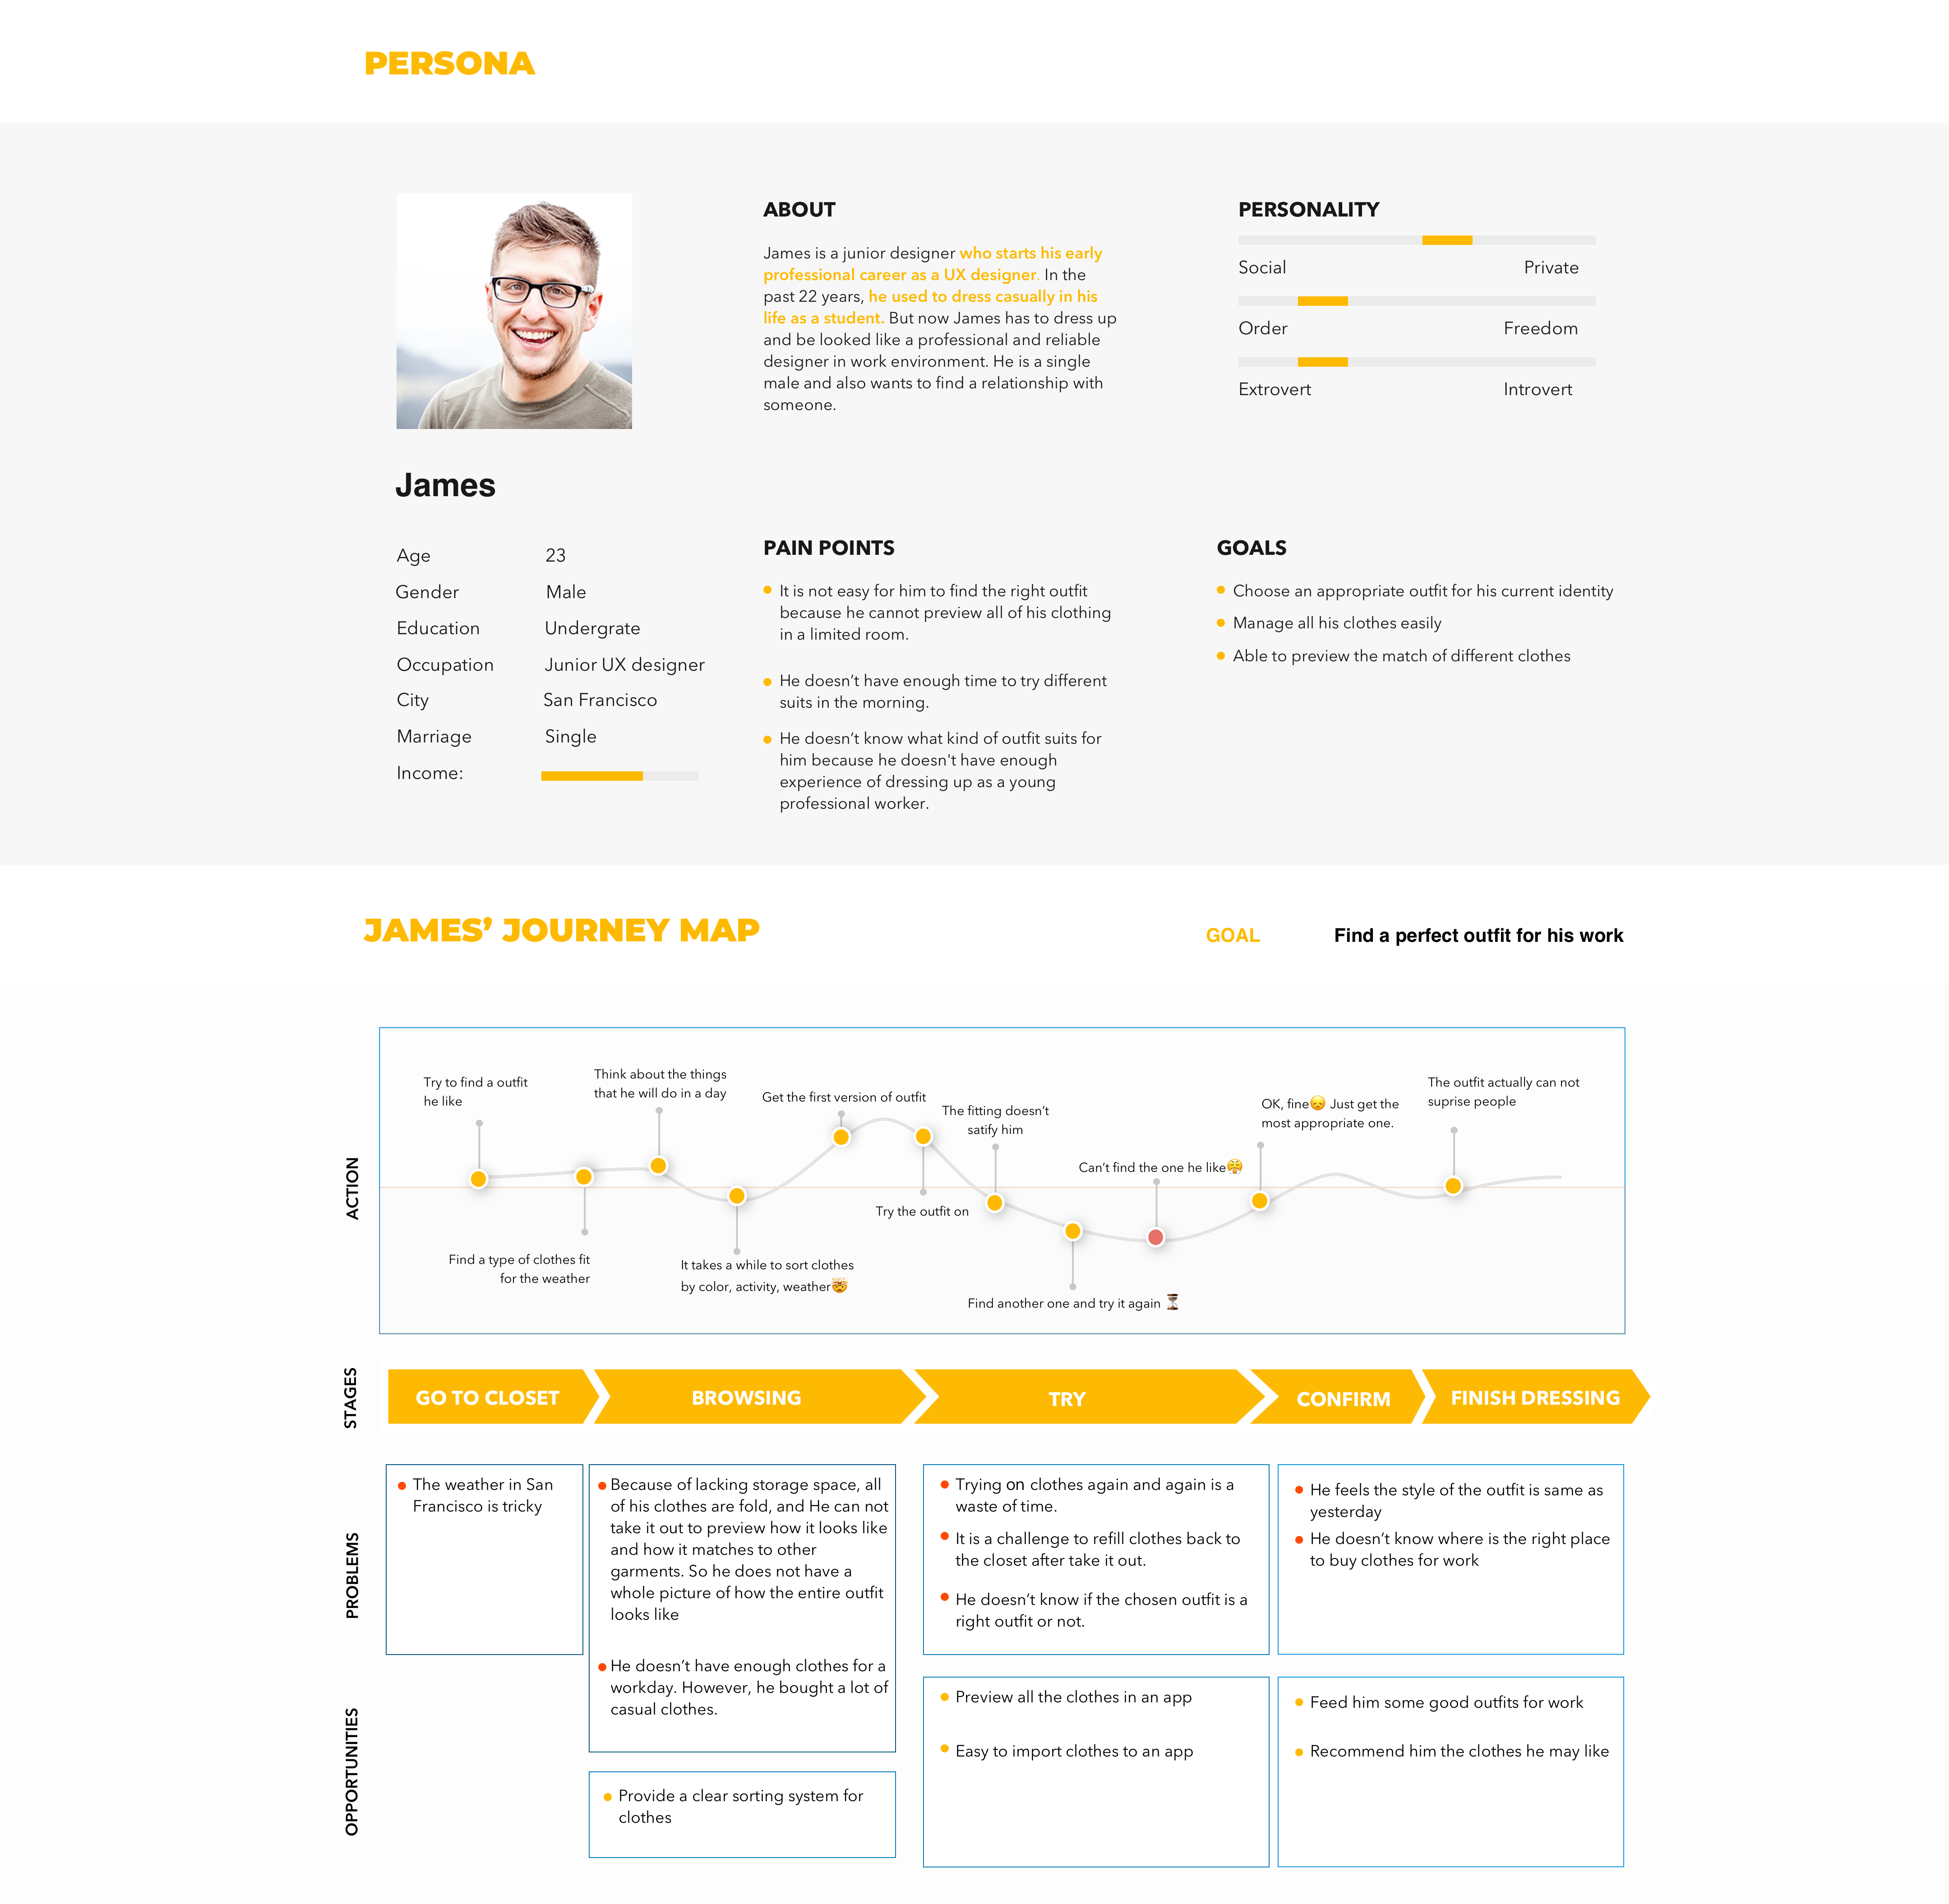 PERSONA
ABOUT
James is a junior designer who starts his early
professional career as a UX designer. In the
past 22 years, he used to dress casually in his
life as a student. But now James has to dress up
and be looked like a professional and reliable
designer in work environment. He is a single
male and also wants to find a relationship with
someone.
PERSONALITY
Social Private
Order Freedom
Extrovert Introvert
James
Age 23
Gender Male
Education Undergrate
Occupation Junior UX designer
City San Francisco
Marriage Single
Income:
PAIN POINTS
It is not easy for him to find the right outfit
because he cannot preview all of his clothing
in a limited room.
He doesn’t have enough time to try different
suits in the morning.
He doesn’t know what kind of outfit suits for
him because he doesn't have enough
experience of dressing up as a young
professional worker.
GOALS
Choose an appropriate outfit for his current identity
Manage all his clothes easily
Able to preview the match of different clothes
JAMES’ JOURNEY MAP
GOAL Find a perfect outfit for his work
ACTION
Try to find a outfit
he like
Find a type of clothes fit
for the weather
Think about the things
that he will do in a day
It takes a while to sort clothes
by color, activity, weather🤯
Get the first version of outfit
Try the outfit on
The fitting doesn’t
satify him
Find another one and try it again ⏳
Can’t find the one he like😤
OK, fine😞 Just get the
most appropriate one.
The outfit actually can not
suprise people
STAGES
GO TO CLOSET
BROWSING
TRY
CONFIRM
FINISH DRESSING
PROBLEMS
The weather in San
Francisco is tricky
Because of lacking storage space, all
of his clothes are fold, and He can not
take it out to preview how it looks like
and how it matches to other
garments. So he does not have a
whole picture of how the entire outfit
looks like
He doesn’t have enough clothes for a
workday. However, he bought a lot of
casual clothes.
Trying on clothes again and again is a
waste of time.
It is a challenge to refill clothes back to
the closet after take it out.
He doesn’t know if the chosen outfit is a
right outfit or not.
He feels the style of the outfit is same as
yesterday
He doesn’t know where is the right place
to buy clothes for work
OPPORTUNITIES
Provide a clear sorting system for
clothes
Preview all the clothes in an app
Easy to import clothes to an app
Feed him some good outfits for work
Recommend him the clothes he may like